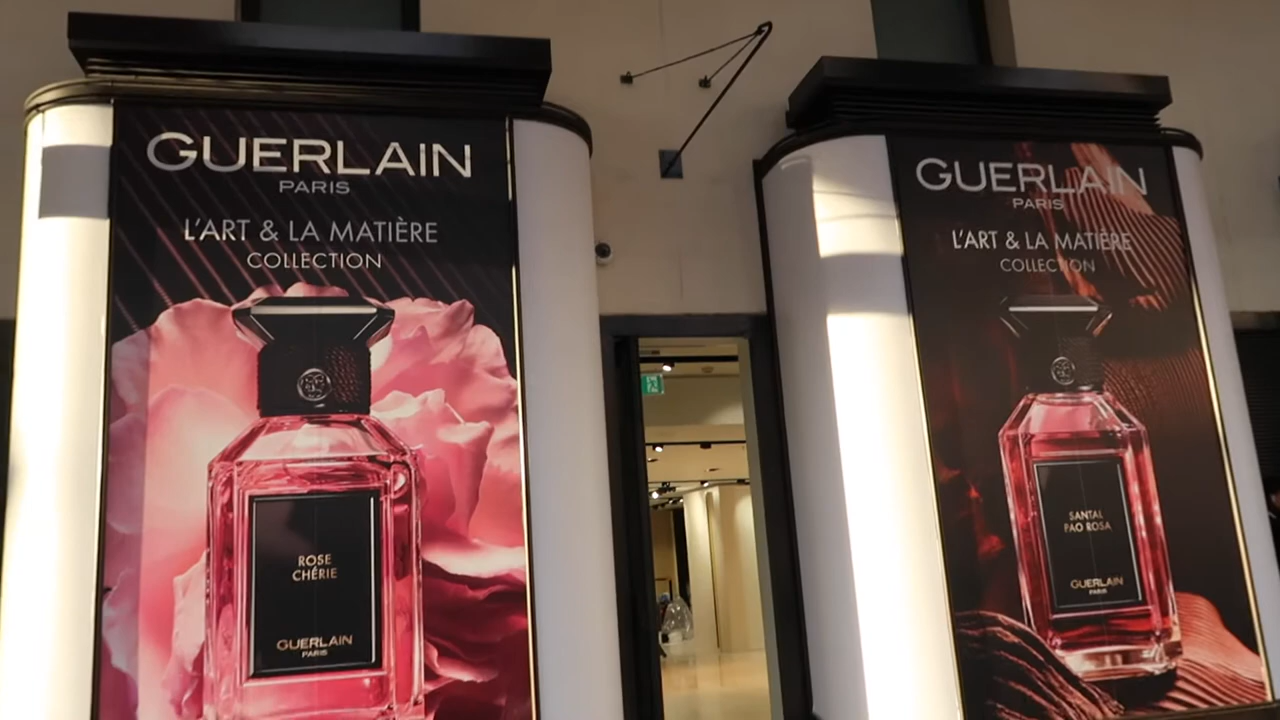 GUERLAIN
PARIS
L'ART & LA MATIÈRE
COLLECTION
ROSE
CHÉRIE
GUERLAIN
PARIS
GUERLAIN
PARIS
L'ART & LA MATIÈRE
COLLECTION
SANTAL
PAO ROSA
GUERLAIN
PARIS